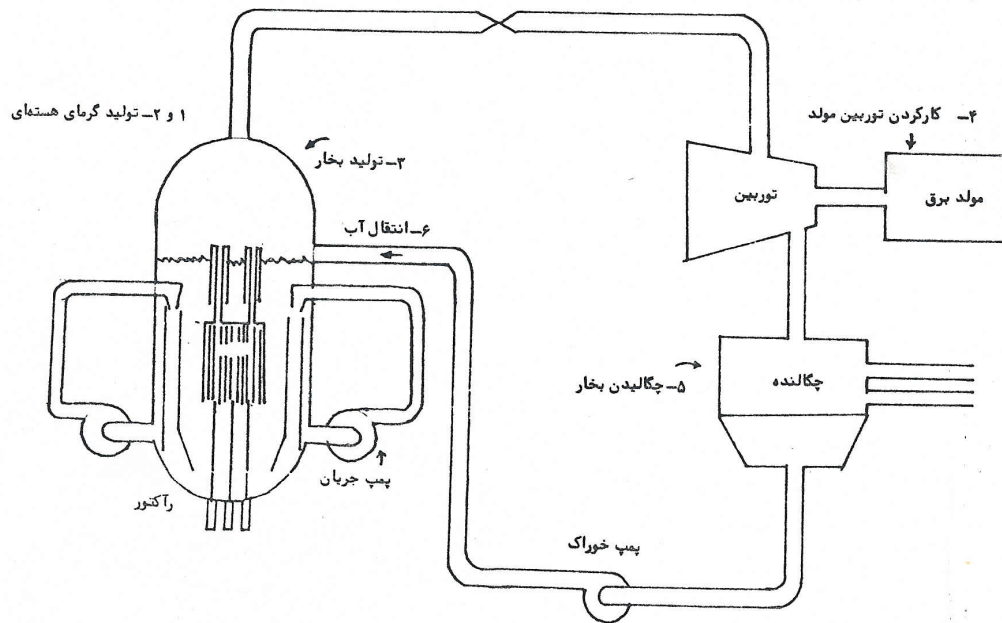 ۱ و ۲- تولید گرمای هسته‌ای
۳- تولید بخار
۴- کارکردن توربین مولد
توربین
مولد برق
۶- انتقال آب
۵- چگالیدن بخار
چگالنده
پمپ جریان
رآکتور
پمپ خوراک